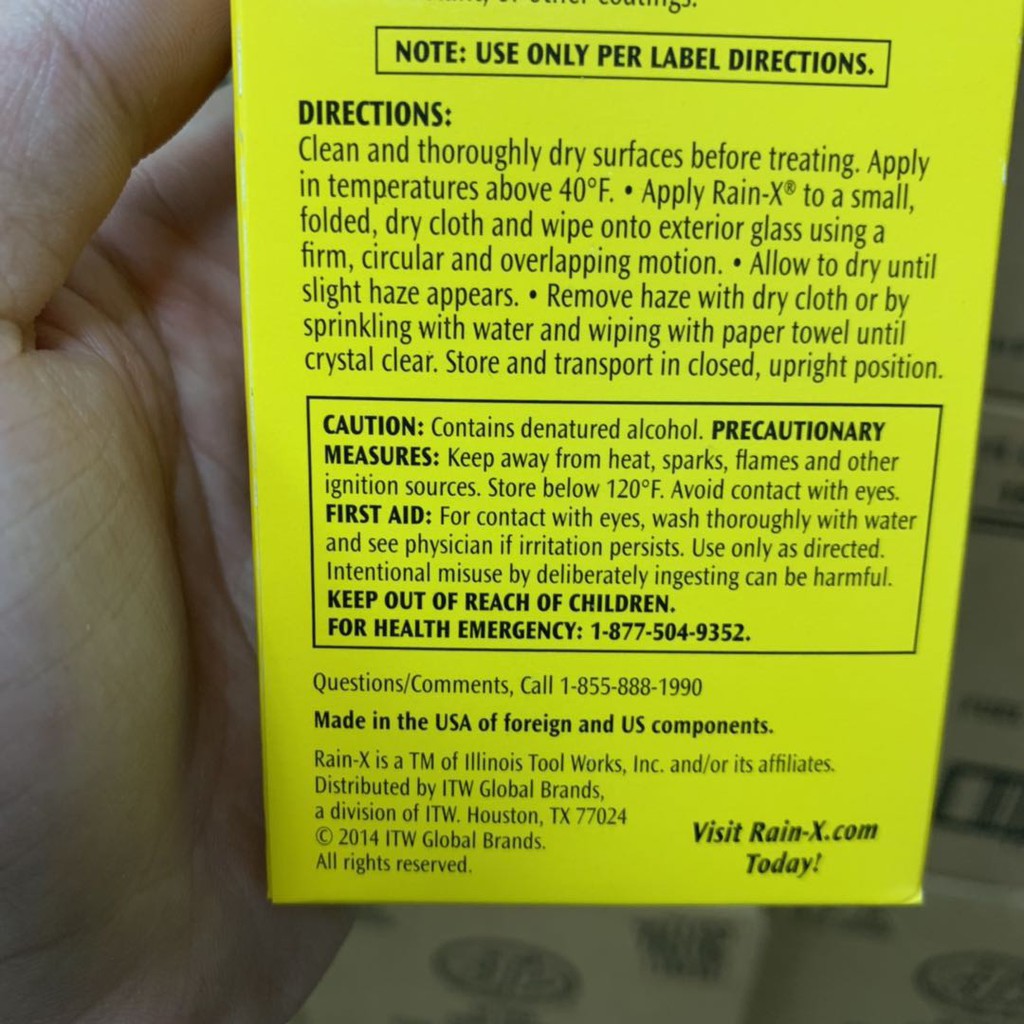 or other coatings.
NOTE: USE ONLY PER LABEL DIRECTIONS.
DIRECTIONS:
Clean and thoroughly dry surfaces before treating. Apply
in temperatures above 40°F. • Apply Rain-X® to a small,
folded, dry cloth and wipe onto exterior glass using a
firm, circular and overlapping motion. • Allow to dry until
slight haze appears. • Remove haze with dry cloth or by
sprinkling with water and wiping with paper towel until
crystal clear. Store and transport in closed, upright position.
CAUTION: Contains denatured alcohol. PRECAUTIONARY
MEASURES: Keep away from heat, sparks, flames and other
ignition sources. Store below 120°F. Avoid contact with eyes.
FIRST AID: For contact with eyes, wash thoroughly with water
and see physician if irritation persists. Use only as directed.
Intentional misuse by deliberately ingesting can be harmful.
KEEP OUT OF REACH OF CHILDREN.
FOR HEALTH EMERGENCY: 1-877-504-9352.
Questions/Comments, Call 1-855-888-1990
Made in the USA of foreign and US components.
Rain-X is a TM of Illinois Tool Works, Inc. and/or its affiliates.
Distributed by ITW Global Brands,
a division of ITW. Houston, TX 77024
© 2014 ITW Global Brands.
All rights reserved.
Visit Rain-X.com
Today!